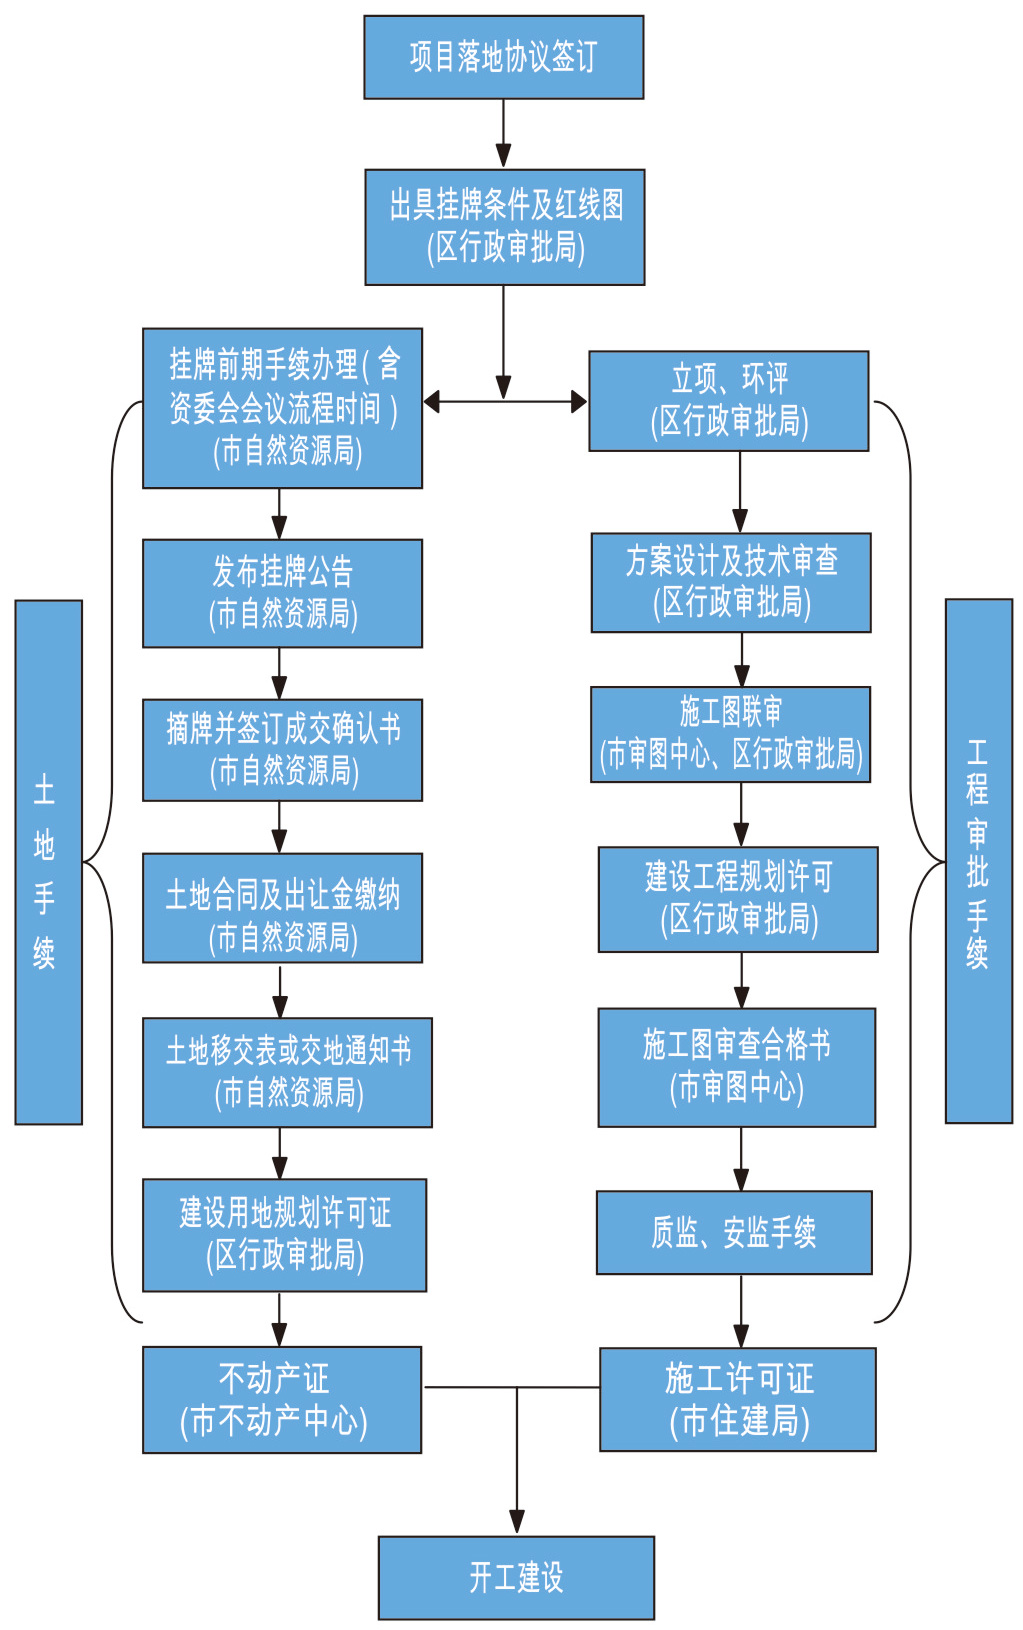 项目落地协议签订
出具挂牌条件及红线图
(区行政审批局)
挂牌前期手续办理(含
资委会会议流程时间)
(市自然资源局)
立项、环评
(区行政审批局)
发布挂牌公告
(市自然资源局)
方案设计及技术审查
(区行政审批局)
摘牌并签订成交确认书
(市自然资源局)
施工图联审
(市审图中心、区行政审批局)
土地合同及出让金缴纳
(市自然资源局)
建设工程规划许可
(区行政审批局)
土地移交表或交地通知书
(市自然资源局)
施工图审查合格书
(市审图中心)
建设用地规划许可证
(区行政审批局)
质监、安监手续
不动产证
(市不动产中心)
施工许可证
(市住建局)
开工建设
土地手续
工程审批手续